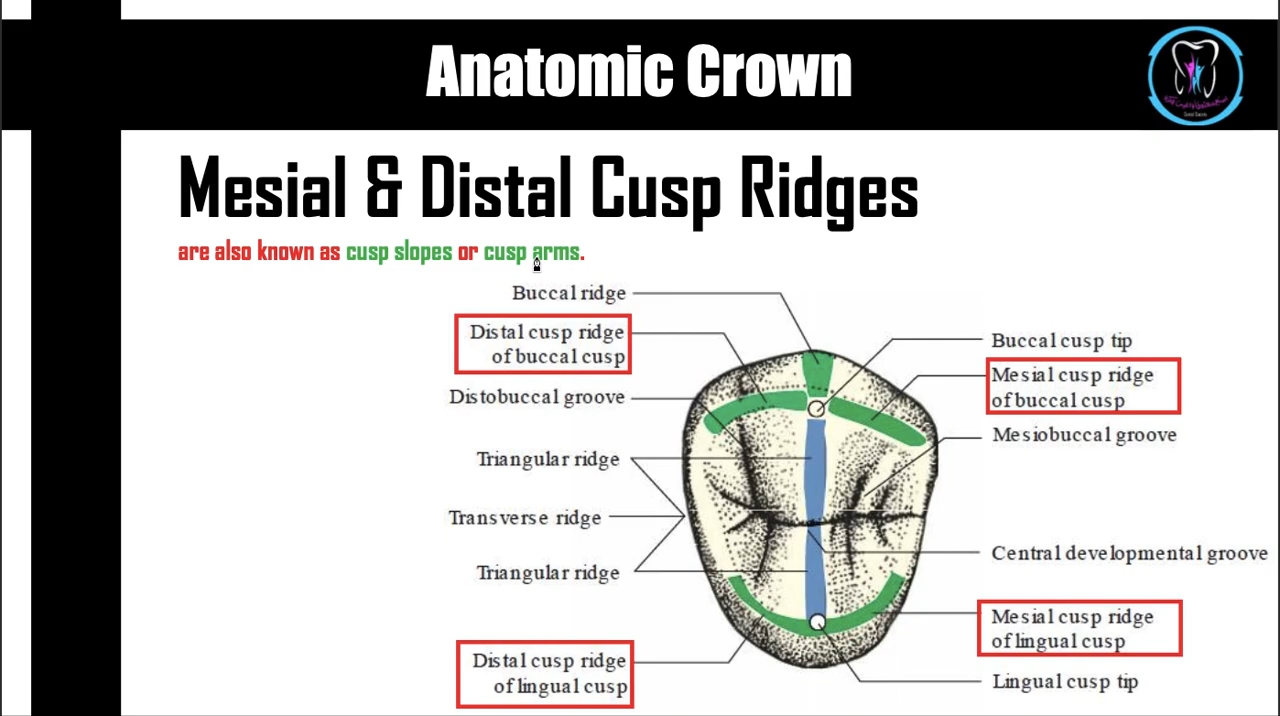 Anatomic Crown
Mesial & Distal Cusp Ridges
are also known as cusp slopes or cusp arms.
Buccal ridge
Distal cusp ridge
of buccal cusp
Distobuccal groove
Triangular ridge
Transverse ridge
Triangular ridge
Distal cusp ridge
of lingual cusp
Buccal cusp tip
Mesial cusp ridge
of buccal cusp
Mesiobuccal groove
Central developmental groove
Mesial cusp ridge
of lingual cusp
Lingual cusp tip